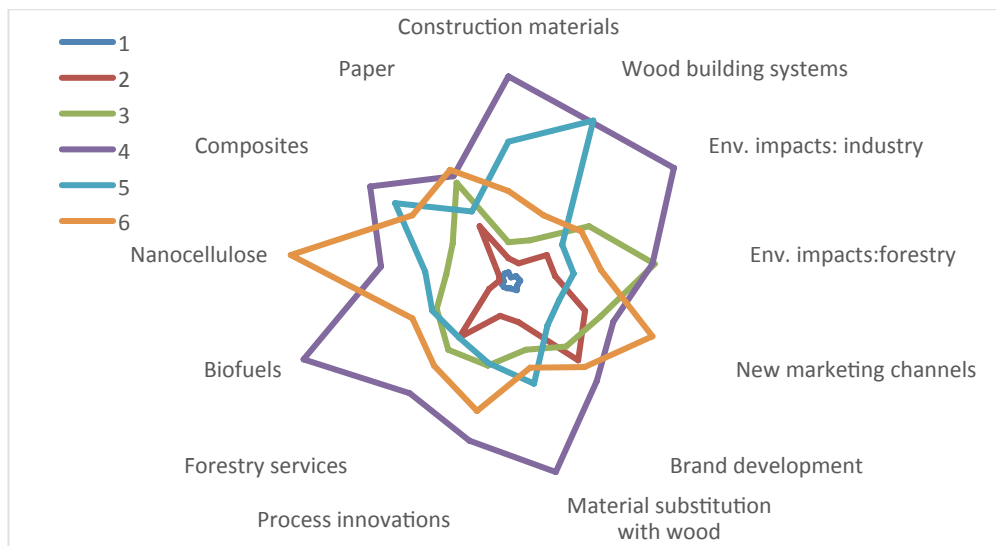 Construction materials
1
2
3
4
5
6
Paper
Wood building systems
Composites
Env. impacts: industry
Nanocellulose
Env. impacts:forestry
Biofuels
New marketing channels
Forestry services
Brand development
Process innovations
Material substitution
with wood